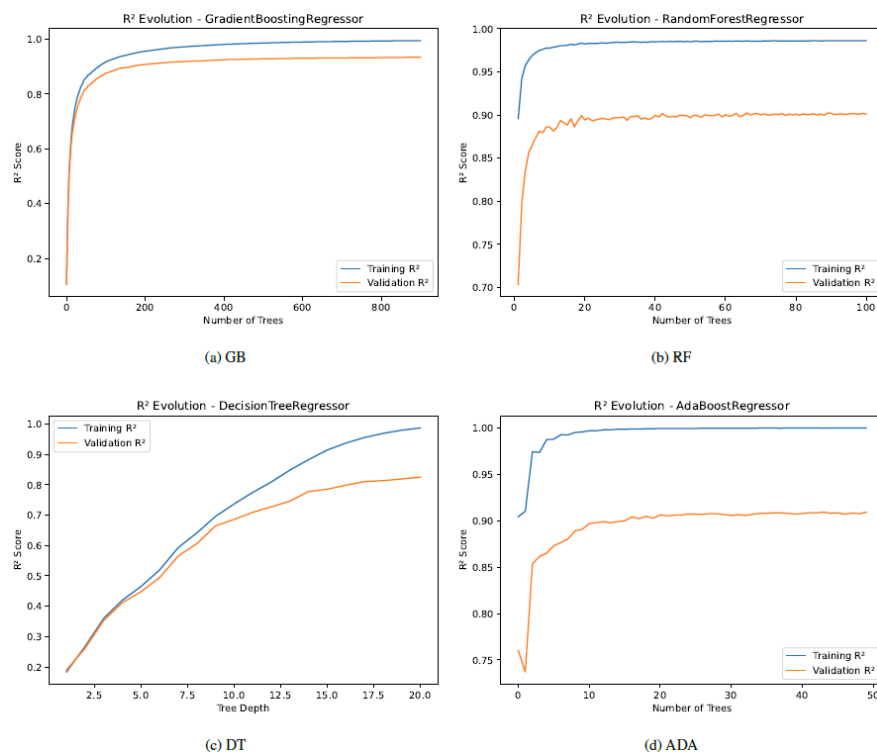 R² Evolution - GradientBoostingRegressor
1.0
0.8
0.6
0.4
0.2
R² Score
Training R²
Validation R²
0 200 400 600 800
Number of Trees
(a) GB
R² Evolution - RandomForestRegressor
1.00
0.95
0.90
0.85
0.80
0.75
0.70
R² Score
Training R²
Validation R²
0 20 40 60 80 100
Number of Trees
(b) RF
R² Evolution - DecisionTreeRegressor
1.0
0.9
0.8
0.7
0.6
0.5
0.4
0.3
0.2
R² Score
Training R²
Validation R²
2.5 5.0 7.5 10.0 12.5 15.0 17.5 20.0
Tree Depth
(c) DT
R² Evolution - AdaBoostRegressor
1.00
0.95
0.90
0.85
0.80
0.75
R² Score
Training R²
Validation R²
0 10 20 30 40 50
Number of Trees
(d) ADA